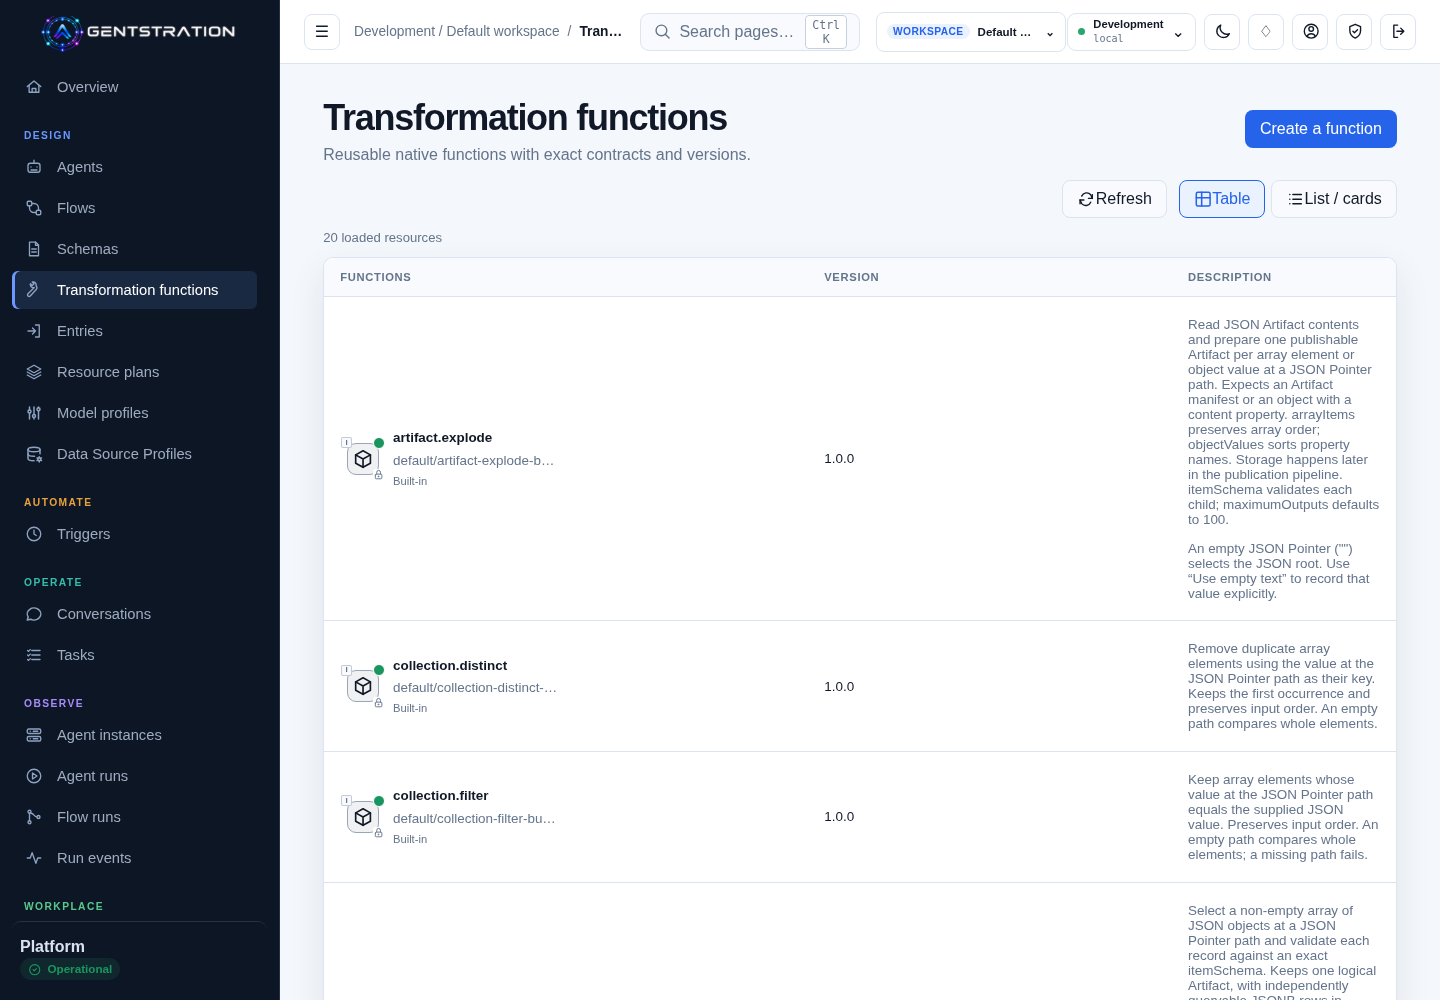 GENTSTRATION
Overview
DESIGN
Agents
Flows
Schemas
Transformation functions
Entries
Resource plans
Model profiles
Data Source Profiles
AUTOMATE
Triggers
OPERATE
Conversations
Tasks
OBSERVE
Agent instances
Agent runs
Flow runs
Run events
WORKPLACE
Platform
Operational
Development / Default workspace / Tran…
Search pages…
Ctrl
K
WORKSPACE Default …
Development
local
Transformation functions
Reusable native functions with exact contracts and versions.
Create a function
Refresh
Table
List / cards
20 loaded resources
FUNCTIONS VERSION DESCRIPTION
I
artifact.explode
default/artifact-explode-b…
Built-in
1.0.0
Read JSON Artifact contents
and prepare one publishable
Artifact per array element or
object value at a JSON Pointer
path. Expects an Artifact
manifest or an object with a
content property. arrayItems
preserves array order;
objectValues sorts property
names. Storage happens later
in the publication pipeline.
itemSchema validates each
child; maximumOutputs defaults
to 100.
An empty JSON Pointer ("")
selects the JSON root. Use
“Use empty text” to record that
value explicitly.
I
collection.distinct
default/collection-distinct-…
Built-in
1.0.0
Remove duplicate array
elements using the value at the
JSON Pointer path as their key.
Keeps the first occurrence and
preserves input order. An empty
path compares whole elements.
I
collection.filter
default/collection-filter-bu…
Built-in
1.0.0
Keep array elements whose
value at the JSON Pointer path
equals the supplied JSON
value. Preserves input order. An
empty path compares whole
elements; a missing path fails.
Select a non-empty array of
JSON objects at a JSON
Pointer path and validate each
record against an exact
itemSchema. Keeps one logical
Artifact, with independently
queryable JSONB rows in